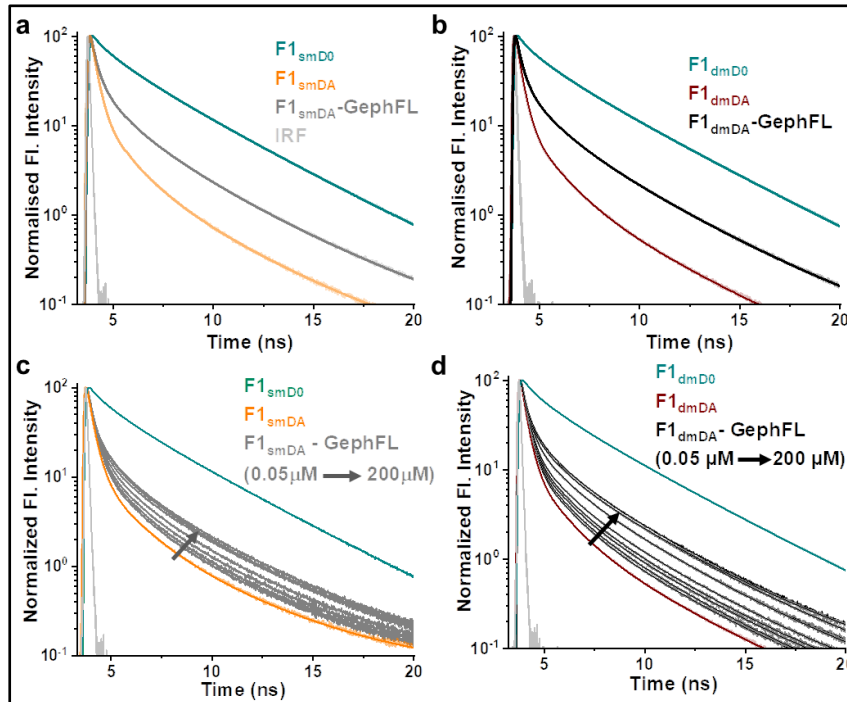 a
Normalised Fl. Intensity
10²
10¹
10⁰
10⁻¹
F1smD0
F1smDA
F1smDA-GephFL
IRF
5
10
15
20
Time (ns)
b
Normalised Fl. Intensity
10²
10¹
10⁰
10⁻¹
F1dmD0
F1dmDA
F1dmDA-GephFL
5
10
15
20
Time (ns)
c
Normalized Fl. Intensity
10²
10¹
10⁰
10⁻¹
F1smD0
F1smDA
F1smDA - GephFL
(0.05μM → 200μM)
5
10
15
20
Time (ns)
d
Normalized Fl. Intensity
10²
10¹
10⁰
10⁻¹
F1dmD0
F1dmDA
F1dmDA - GephFL
(0.05 μM → 200 μM)
5
10
15
20
Time (ns)